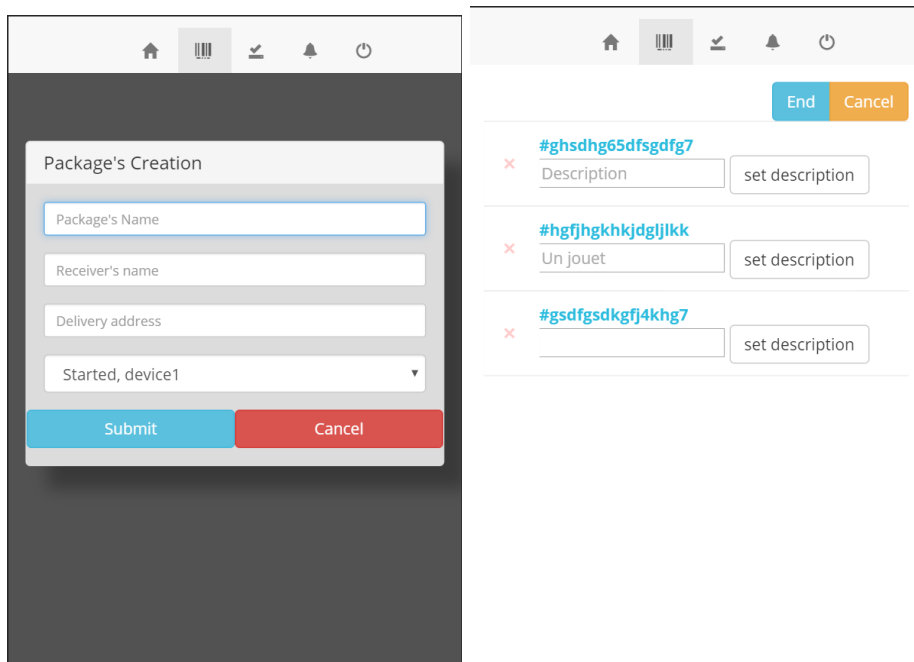 Package's Creation
Package's Name
Receiver's name
Delivery address
Started, device1
Submit Cancel
End Cancel
#ghsdhg65dfsgdfg7
Description set description
#hgfjhgkhkjdgljlkk
Un jouet set description
#gsdfgsdkgfj4khg7
set description